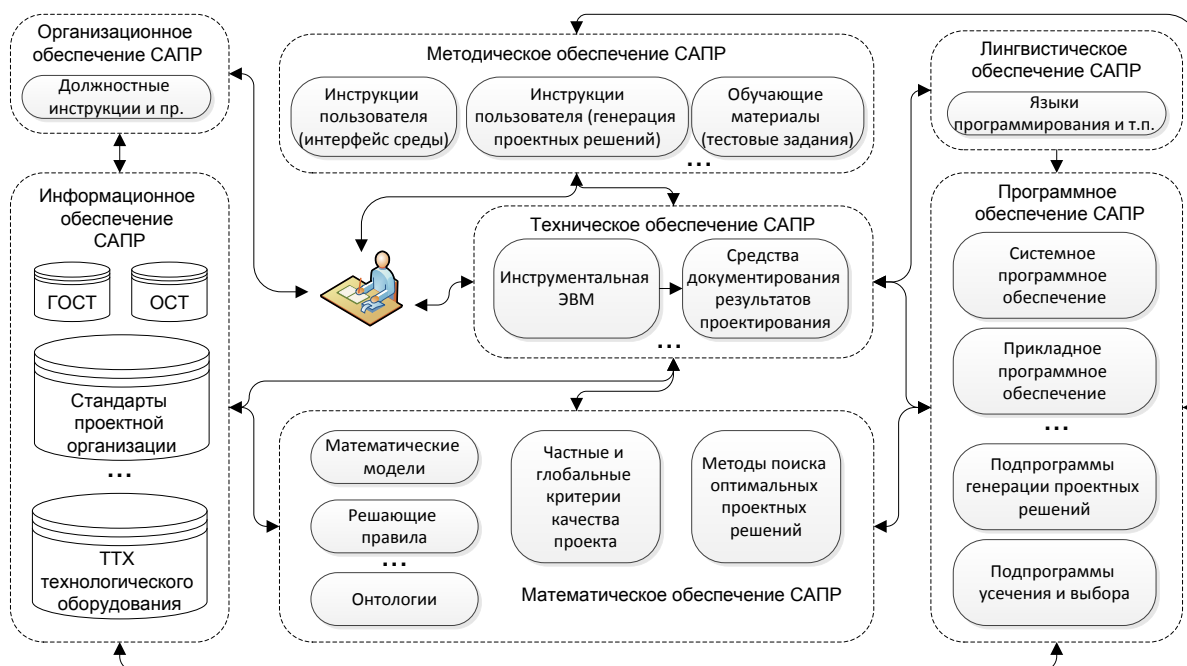 Организационное
обеспечение САПР
Должностные
инструкции и пр.
Методическое обеспечение САПР
Инструкции
пользователя
(интерфейс среды)
Инструкции
пользователя (генерация
проектных решений)
Обучающие
материалы
(тестовые задания)
...
Лингвистическое
обеспечение САПР
Языки
программирования и т.п.
Информационное
обеспечение
САПР
ГОСТ
ОСТ
Стандарты
проектной
организации
...
ТТХ
технологического
оборудования
Техническое обеспечение САПР
Инструментальная
ЭВМ
Средства
документирования
результатов
проектирования
...
Программное
обеспечение САПР
Системное
программное
обеспечение
Прикладное
программное
обеспечение
...
Подпрограммы
генерации проектных
решений
Подпрограммы
усечения и выбора
Математические
модели
Решающие
правила
...
Онтологии
Частные и
глобальные
критерии
качества
проекта
Методы поиска
оптимальных
проектных
решений
Математическое обеспечение САПР